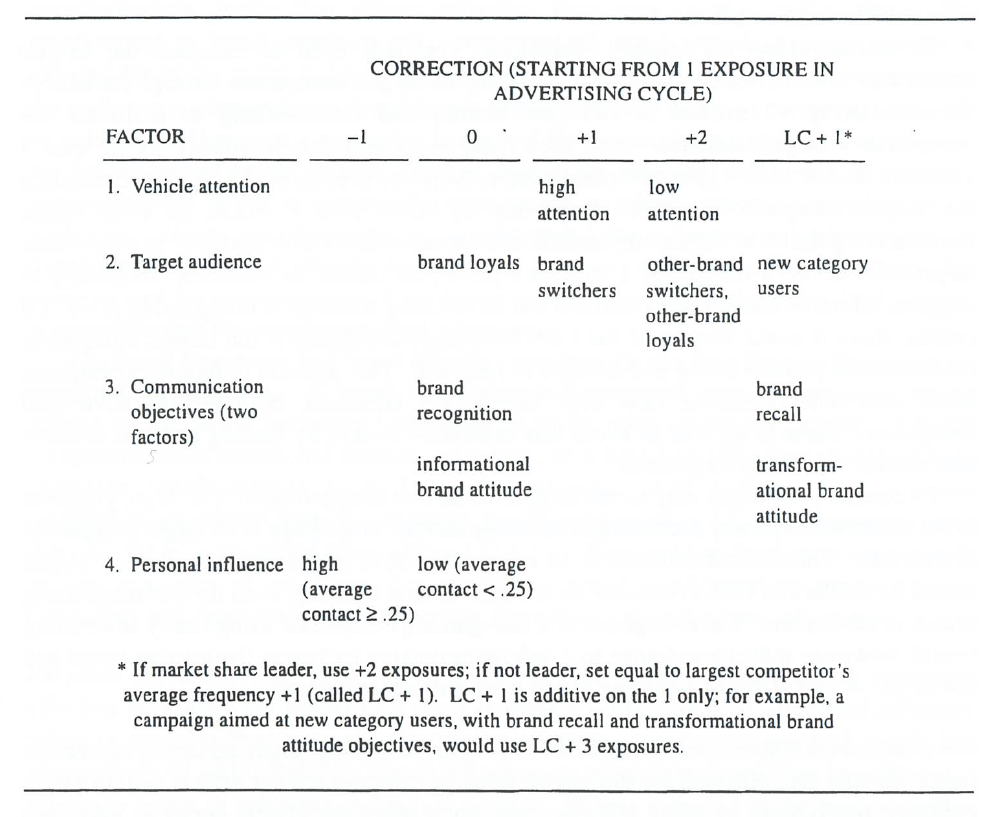 CORRECTION (STARTING FROM 1 EXPOSURE IN
ADVERTISING CYCLE)
FACTOR −1 0 +1 +2 LC + 1*
1. Vehicle attention high low
attention attention
2. Target audience brand loyals brand other-brand new category
switchers switchers, users
other-brand
loyals
3. Communication brand brand
objectives (two recognition recall
factors)
5
informational transform-
brand attitude ational brand
attitude
4. Personal influence high low (average
(average contact < .25)
contact ≥ .25)
* If market share leader, use +2 exposures; if not leader, set equal to largest competitor's
average frequency +1 (called LC + 1). LC + 1 is additive on the 1 only; for example, a
campaign aimed at new category users, with brand recall and transformational brand
attitude objectives, would use LC + 3 exposures.